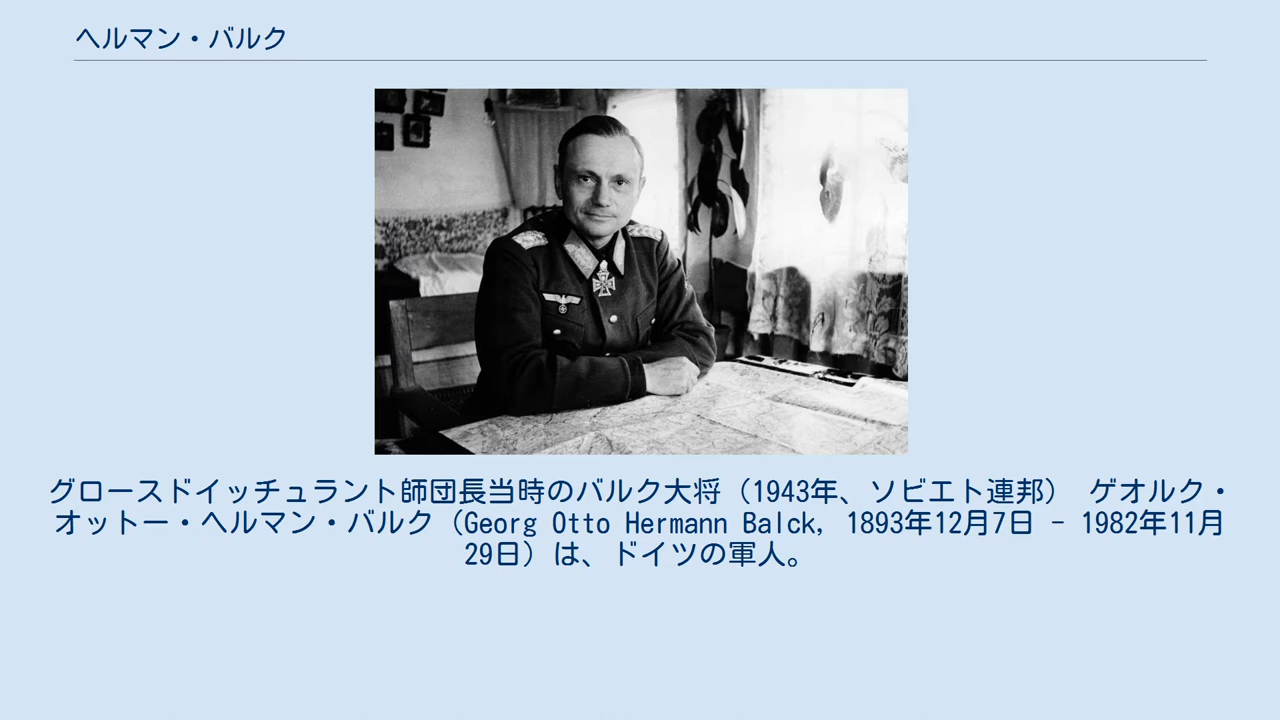 ヘルマン・バルク
グロースドイッチュラント師団長当時のバルク大将（1943年、ソビエト連邦） ゲオルク・
オットー・ヘルマン・バルク（Georg Otto Hermann Balck, 1893年12月7日 - 1982年11月
29日）は、ドイツの軍人。